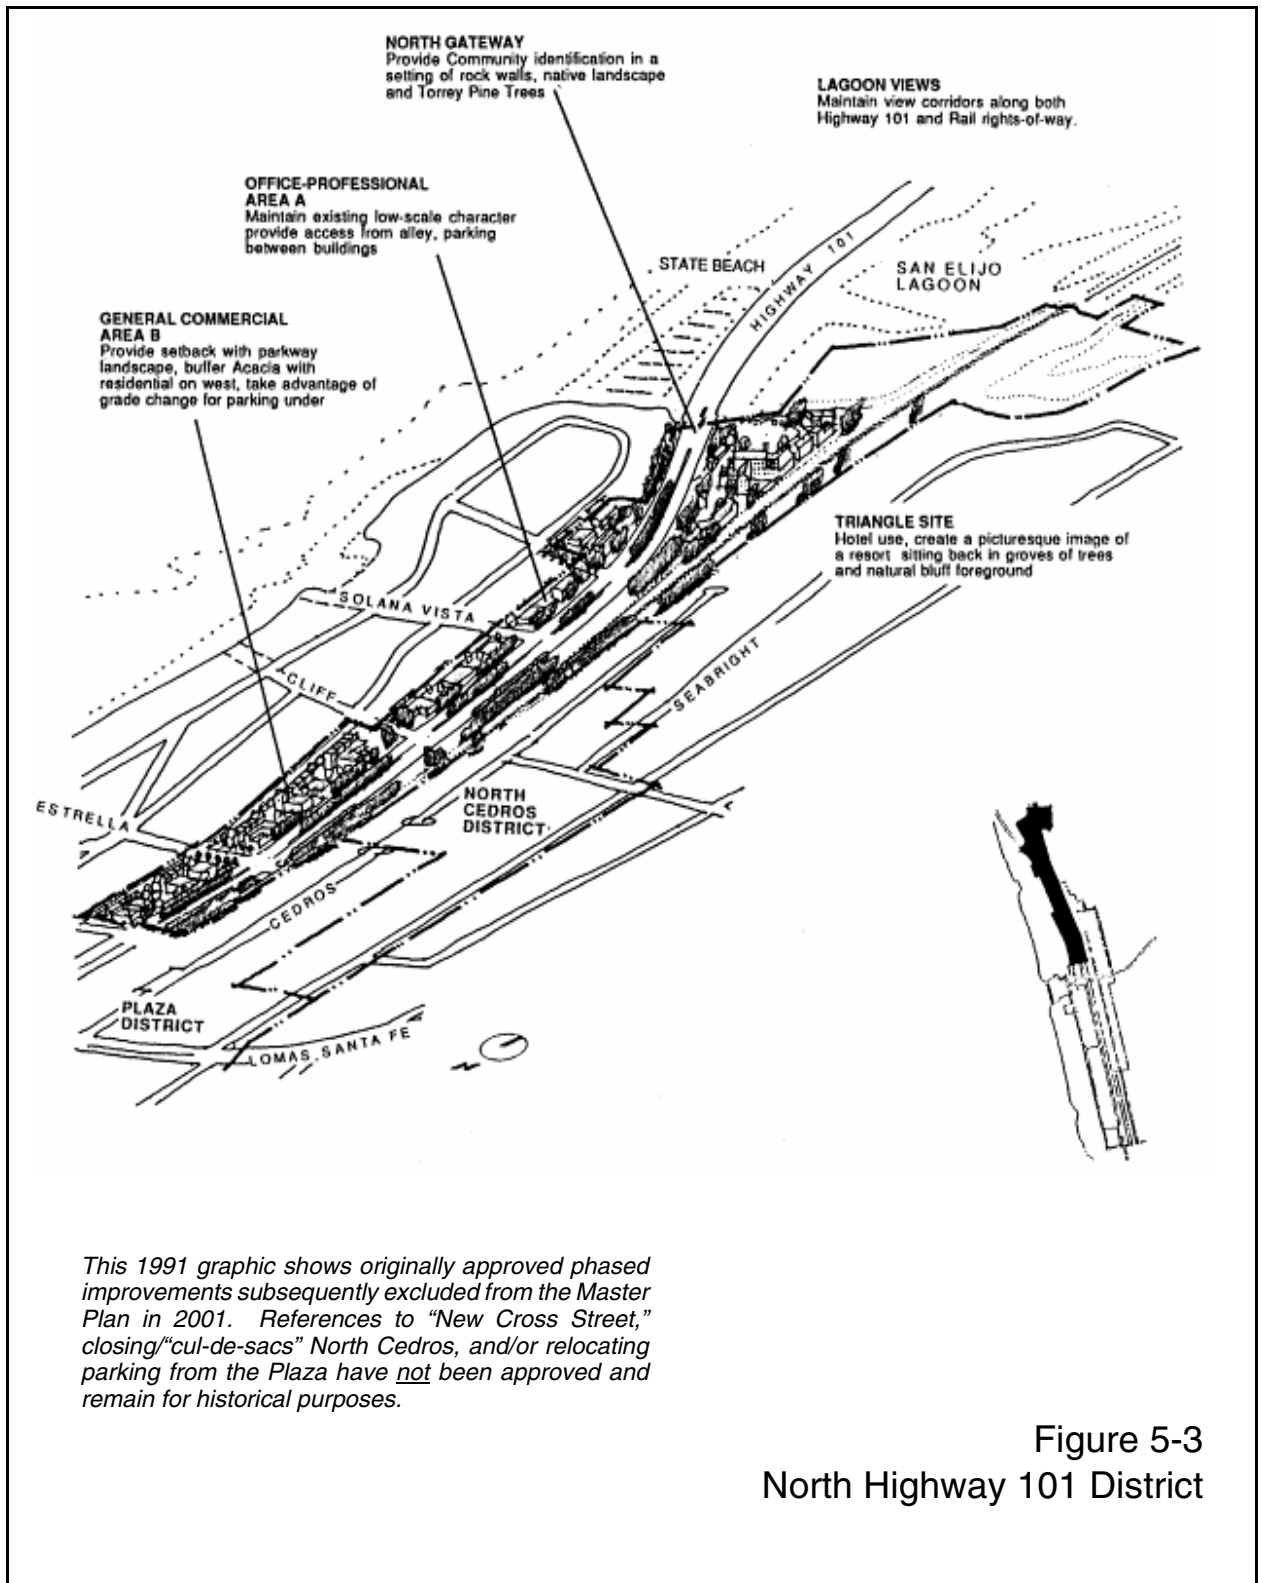 NORTH GATEWAY
Provide Community identification in a
setting of rock walls, native landscape
and Torrey Pine Trees
LAGOON VIEWS
Maintain view corridors along both
Highway 101 and Rail rights-of-way.
OFFICE-PROFESSIONAL
AREA A
Maintain existing low-scale character
provide access from alley, parking
between buildings
STATE BEACH
HIGHWAY 101
SAN ELIJO
LAGOON
GENERAL COMMERCIAL
AREA B
Provide setback with parkway
landscape, buffer Acacia with
residential on west, take advantage of
grade change for parking under
TRIANGLE SITE
Hotel use, create a picturesque image of
a resort sitting back in groves of trees
and natural bluff foreground
SOLANA VISTA
CLIFF
SEABRIGHT
ESTRELLA
NORTH
CEDROS
DISTRICT
CEDROS
PLAZA
DISTRICT
LOMAS SANTA FE
This 1991 graphic shows originally approved phased
improvements subsequently excluded from the Master
Plan in 2001. References to “New Cross Street,”
closing/“cul-de-sacs” North Cedros, and/or relocating
parking from the Plaza have not been approved and
remain for historical purposes.
Figure 5-3
North Highway 101 District